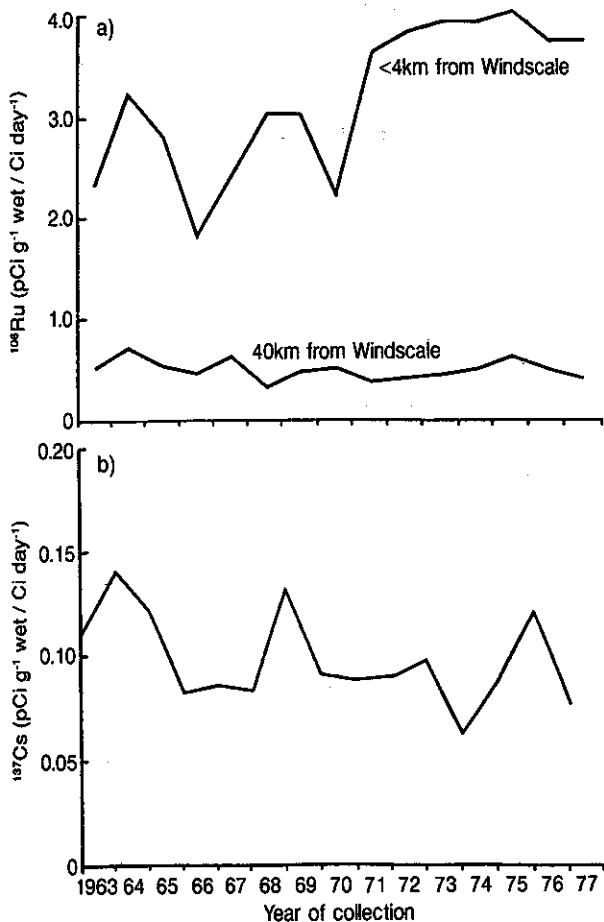 a)
4.0
3.0
2.0
1.0
0
<4km from Windscale
40km from Windscale
¹⁰⁶Ru (pCi g⁻¹ wet / Ci day⁻¹)
b)
0.20
0.15
0.10
0.05
0
¹³⁷Cs (pCi g⁻¹ wet / Ci day⁻¹)
1963 64 65 66 67 68 69 70 71 72 73 74 75 76 77
Year of collection